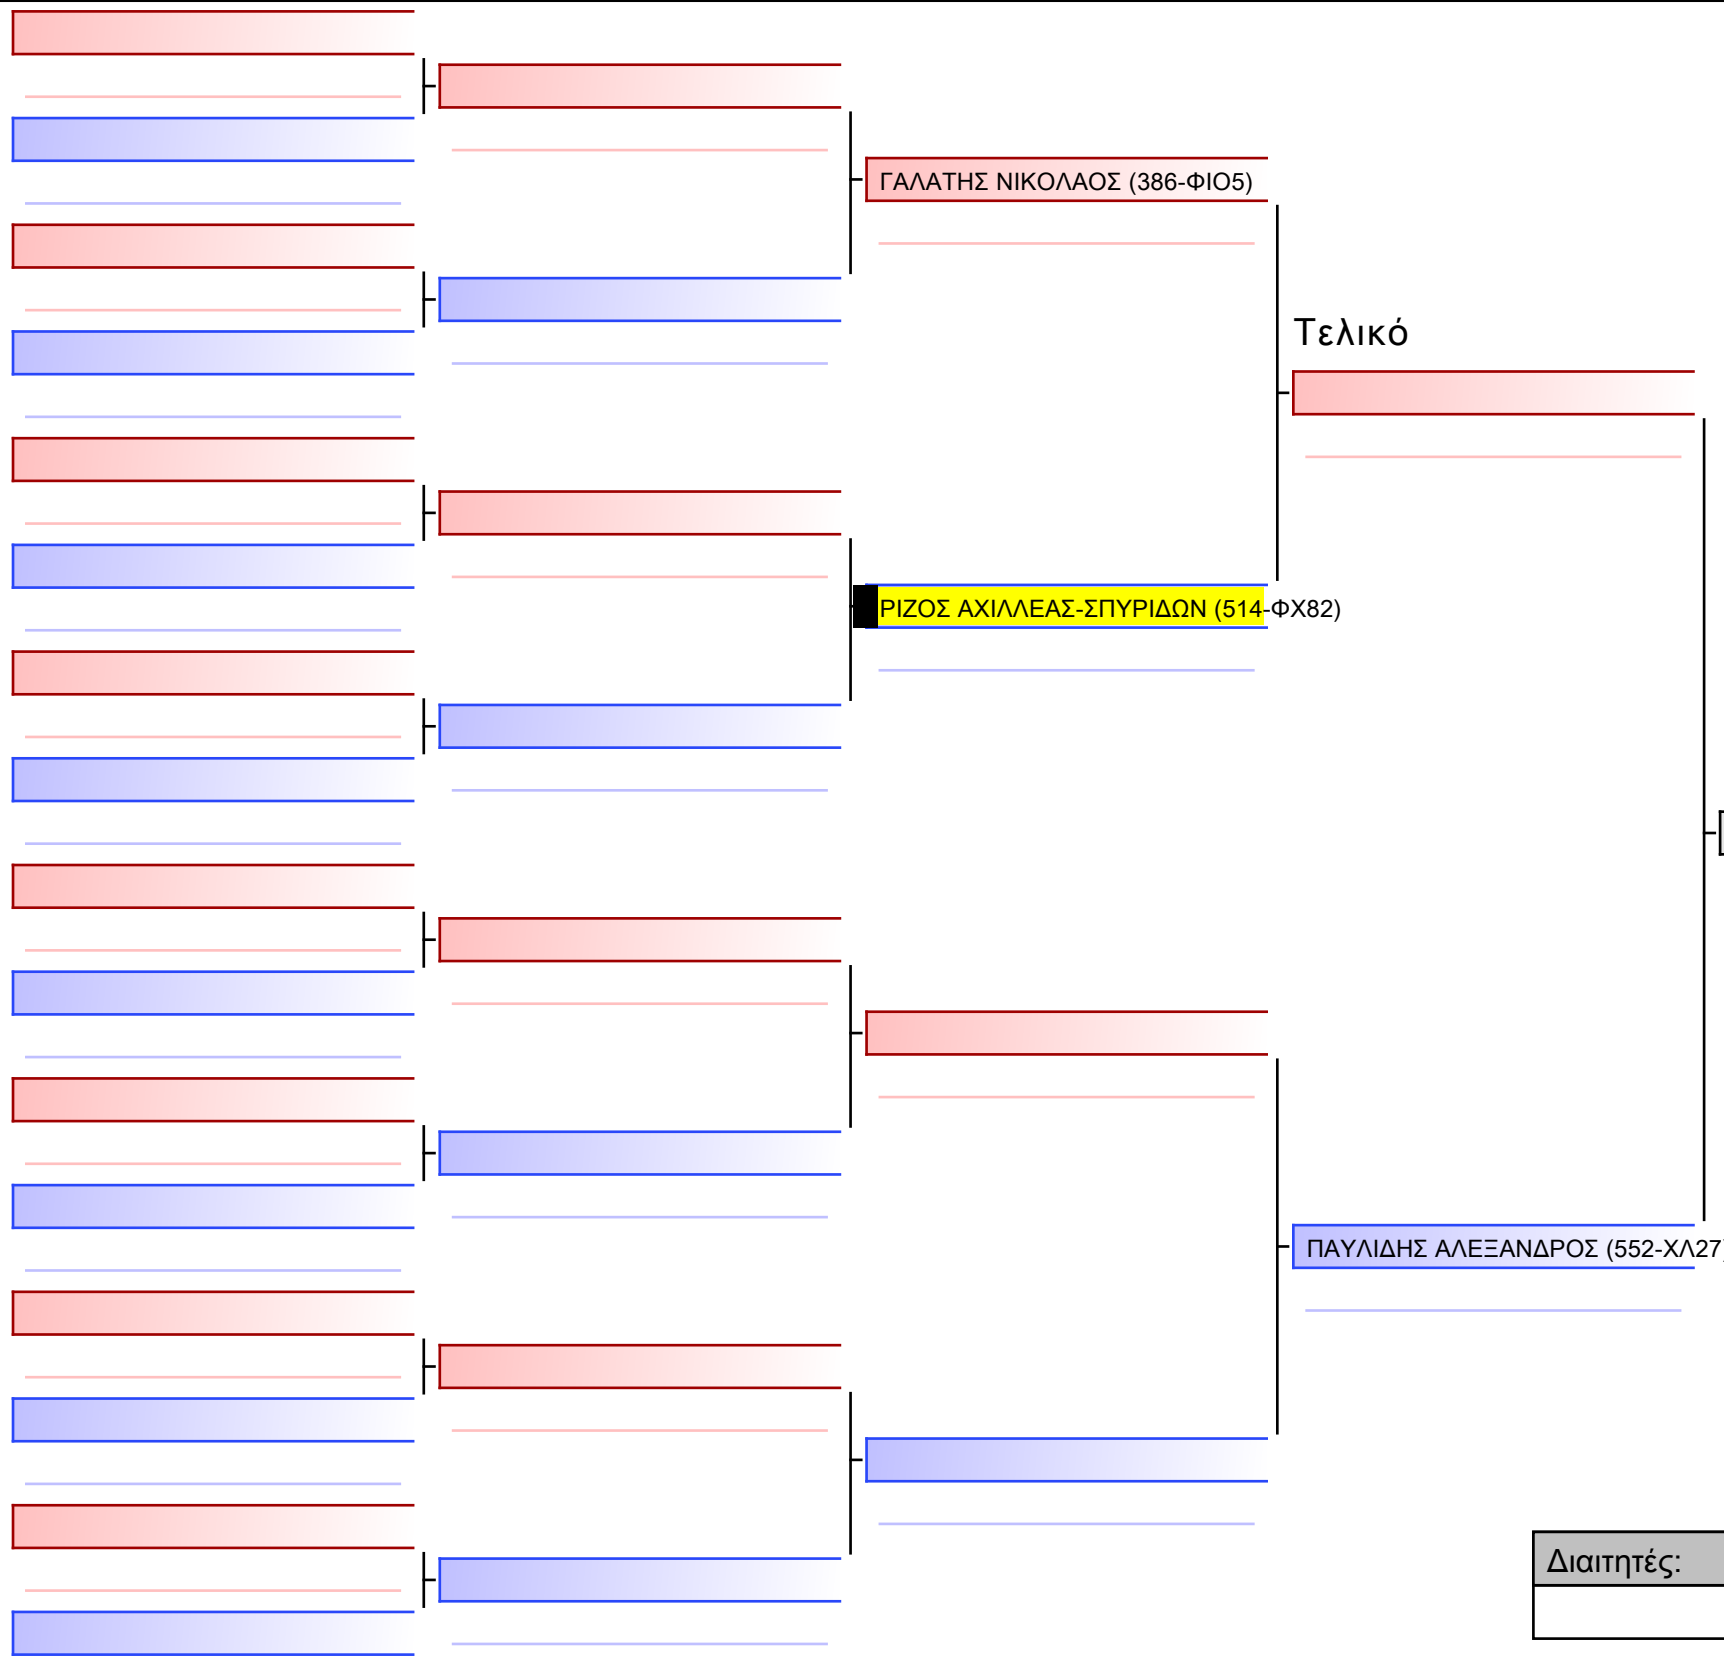 ΓΑΛΑΤΗΣ ΝΙΚΟΛΑΟΣ (386-ΦΙΟ5)
Τελικό
ΡΙΖΟΣ ΑΧΙΛΛΕΑΣ-ΣΠΥΡΙΔΩΝ (514-ΦΧ82)
ΠΑΥΛΙΔΗΣ ΑΛΕΞΑΝΔΡΟΣ (552-ΧΛ27)
Διαιτητές: